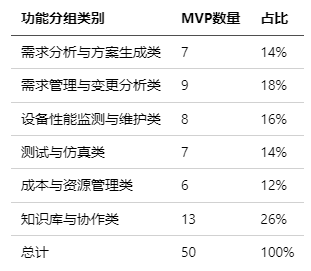 功能分组类别 MVP数量 占比
需求分析与方案生成类 7 14%
需求管理与变更分析类 9 18%
设备性能监测与维护类 8 16%
测试与仿真类 7 14%
成本与资源管理类 6 12%
知识库与协作类 13 26%
总计 50 100%